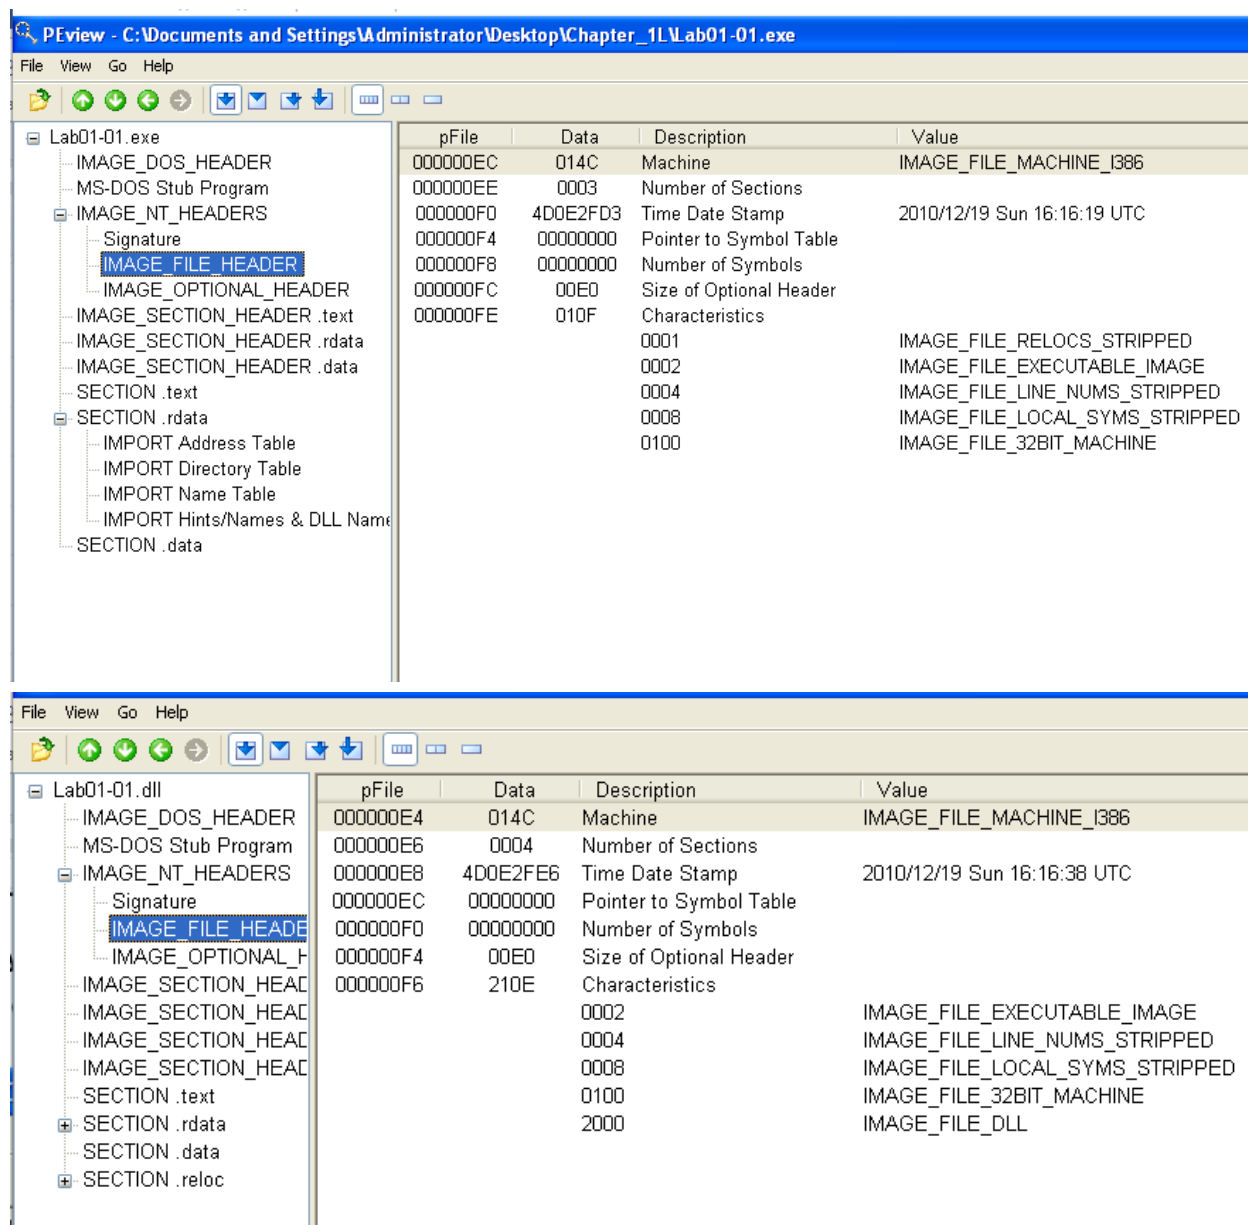 PEview - C:\Documents and Settings\Administrator\Desktop\Chapter_1L\Lab01-01.exe
File View Go Help
Lab01-01.exe
IMAGE_DOS_HEADER
MS-DOS Stub Program
IMAGE_NT_HEADERS
Signature
IMAGE_FILE_HEADER
IMAGE_OPTIONAL_HEADER
IMAGE_SECTION_HEADER .text
IMAGE_SECTION_HEADER .rdata
IMAGE_SECTION_HEADER .data
SECTION .text
SECTION .rdata
IMPORT Address Table
IMPORT Directory Table
IMPORT Name Table
IMPORT Hints/Names & DLL Name
SECTION .data
pFile Data Description Value
000000EC 014C Machine IMAGE_FILE_MACHINE_I386
000000EE 0003 Number of Sections
000000F0 4D0E2FD3 Time Date Stamp 2010/12/19 Sun 16:16:19 UTC
000000F4 00000000 Pointer to Symbol Table
000000F8 00000000 Number of Symbols
000000FC 00E0 Size of Optional Header
000000FE 010F Characteristics
0001 IMAGE_FILE_RELOCS_STRIPPED
0002 IMAGE_FILE_EXECUTABLE_IMAGE
0004 IMAGE_FILE_LINE_NUMS_STRIPPED
0008 IMAGE_FILE_LOCAL_SYMS_STRIPPED
0100 IMAGE_FILE_32BIT_MACHINE
File View Go Help
Lab01-01.dll
IMAGE_DOS_HEADER
MS-DOS Stub Program
IMAGE_NT_HEADERS
Signature
IMAGE_FILE_HEADE
IMAGE_OPTIONAL_H
IMAGE_SECTION_HEAD
IMAGE_SECTION_HEAD
IMAGE_SECTION_HEAD
IMAGE_SECTION_HEAD
SECTION .text
SECTION .rdata
SECTION .data
SECTION .reloc
pFile Data Description Value
000000E4 014C Machine IMAGE_FILE_MACHINE_I386
000000E6 0004 Number of Sections
000000E8 4D0E2FE6 Time Date Stamp 2010/12/19 Sun 16:16:38 UTC
000000EC 00000000 Pointer to Symbol Table
000000F0 00000000 Number of Symbols
000000F4 00E0 Size of Optional Header
000000F6 210E Characteristics
0002 IMAGE_FILE_EXECUTABLE_IMAGE
0004 IMAGE_FILE_LINE_NUMS_STRIPPED
0008 IMAGE_FILE_LOCAL_SYMS_STRIPPED
0100 IMAGE_FILE_32BIT_MACHINE
2000 IMAGE_FILE_DLL